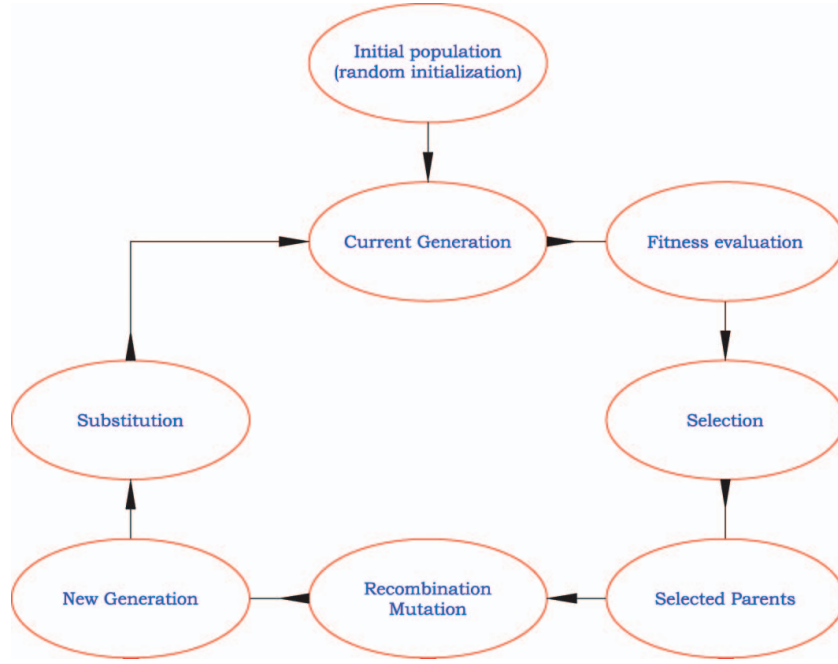 Initial population
(random initialization)
Current Generation
Fitness evaluation
Substitution
Selection
New Generation
Recombination
Mutation
Selected Parents